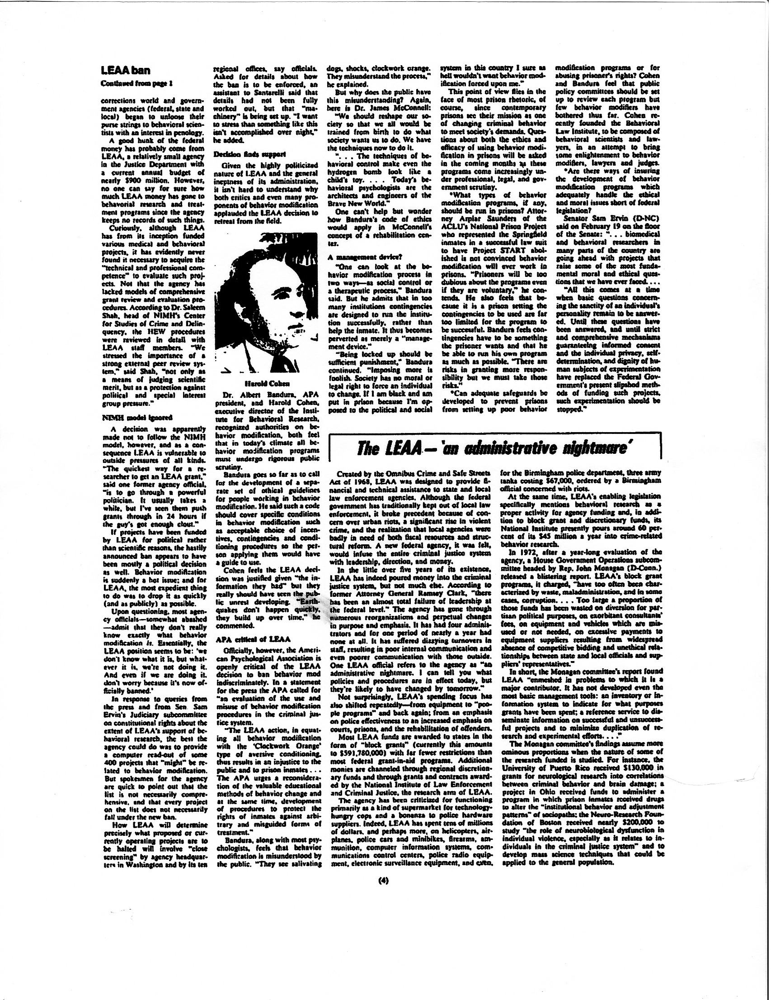 LEAA ban
Continued from page 1
corrections world and govern-
ment agencies (federal, state and
local) began to unloose their
purse strings to behavioral scien-
tists with an interest in penology.
A good hunk of the federal
money has probably come from
LEAA, a relatively small agency
in the Justice Department with
a current annual budget of
nearly $900 million. However,
no one can say for sure how
much LEAA money has gone to
behavorial research and treat-
ment programs since the agency
keeps no records of such things.
Curiously, although LEAA
has from its inception funded
various medical and behavioral
projects, it has evidently never
found it necessary to acquire the
"technical and professional com-
petence" to evaluate such proj-
ects. Not that the agency has
lacked models of comprehensive
grant review and evaluation pro-
cedures. According to Dr. Saleem
Shah, head of NIMH's Center
for Studies of Crime and Delin-
quency, the HEW procedures
were reviewed in detail with
LEAA staff members. "We
stressed the importance of a
strong external peer review sys-
tem," said Shah, "not only as
a means of judging scientific
merit, but as a protection against
political and special interest
group pressure."
NIMH model ignored
A decision was apparently
made not to follow the NIMH
model, however, and as a con-
sequence LEAA is vulnerable to
outside pressures of all kinds.
"The quickest way for a re-
searcher to get an LEAA grant,"
said one former agency official,
"is to go through a powerful
politician. It usually takes a
while, but I've seen them push
grants through in 24 hours if
the guy's got enough clout."
If projects have been funded
by LEAA for political rather
than scientific reasons, the hastily
announced ban appears to have
been mostly a political decision
as well. Behavior modification
is suddenly a hot issue; and for
LEAA, the most expedient thing
to do was to drop it as quickly
(and as publicly) as possible.
Upon questioning, most agen-
cy officials—somewhat abashed
—admit that they don't really
know exactly what behavior
modification is. Essentially, the
LEAA position seems to be: 'we
don't know what it is, but what-
ever it is, we're not doing it.
And even if we are doing it,
don't worry because it's now of-
ficially banned.'
In response to queries from
the press and from Sen. Sam
Ervin's Judiciary subcommittee
on constitutional rights about the
extent of LEAA's support of be-
havioral research, the best the
agency could do was to provide
a computer read-out of some
400 projects that "might" be re-
lated to behavior modification.
But spokesmen for the agency
are quick to point out that the
list is not necessarily compre-
hensive, and that every project
on the list does not necessarily
fall under the new ban.
How LEAA will determine
precisely what proposed or cur-
rently operating projects are to
be halted will involve "close
screening" by agency headquar-
ters in Washington and by its ten
regional offices, say officials.
Asked for details about how
the ban is to be enforced, an
assistant to Santarelli said that
details had not been fully
worked out, but that "ma-
chinery" is being set up. "I want
to stress than something like this
isn't accomplished over night,"
he added.
Decision finds support
Given the highly politicized
nature of LEAA and the general
ineptness of its administration,
it isn't hard to understand why
both critics and even many pro-
ponents of behavior modification
applauded the LEAA decision to
retreat from the field.
Harold Cohen
Dr. Albert Bandura, APA
president, and Harold Cohen,
executive director of the Insti-
tute for Behavioral Research,
recognized authorities on be-
havior modification, both feel
that in today's climate all be-
havior modification programs
must undergo rigorous public
scrutiny.
Bandura goes so far as to call
for the development of a sepa-
rate set of ethical guidelines
for people working in behavior
modification. He said such a code
should cover specific conditions
in behavior modification such
as acceptable choice of incen-
tives, contingencies and condi-
tioning procedures so the per-
son applying them would have
a guide to use.
Cohen feels the LEAA deci-
sion was justified given "the in-
formation they had" but they
really should have seen the pub-
lic unrest developing. "Earth-
quakes don't happen quickly,
they build up over time," he
commented.
APA critical of LEAA
Officially, however, the Ameri-
can Psychological Association is
openly critical of the LEAA
decision to ban behavior mod
indiscriminately. In a statement
for the press the APA called for
"an evaluation of the use and
misuse of behavior modification
procedures in the criminal jus-
tice system.
"The LEAA action, in equat-
ing all behavior modification
with the 'Clockwork Orange'
type of aversive conditioning,
thus results in an injustice to the
public and to prison inmates . . .
The APA urges a reconsidera-
tion of the valuable educational
methods of behavior change and
at the same time, development
of procedures to protect the
rights of inmates against arbi-
trary and misguided forms of
treatment."
Bandura, along with most psy-
chologists, feels that behavior
modification is misunderstood by
the public. "They see salivating
dogs, shocks, clockwork orange.
They misunderstand the process,"
he explained.
But why does the public have
this misunderstanding? Again,
here is Dr. James McConnell:
"We should reshape our so-
ciety so that we all would be
trained from birth to do what
society wants us to do. We have
the techniques now to do it.
". . . The techniques of be-
havioral control make even the
hydrogen bomb look like a
child's toy. . . . Today's be-
havioral psychologists are the
architects and engineers of the
Brave New World."
One can't help but wonder
how Bandura's code of ethics
would apply in McConnell's
concept of a rehabilitation cen-
ter.
A management device?
"One can look at the be-
havior modification process in
two ways—as social control or
a therapeutic process," Bandura
said. But he admits that in too
many institutions contingencies
are designed to run the institu-
tion successfully, rather than
help the inmate. It thus becomes
perverted as merely a "manage-
ment device."
"Being locked up should be
sufficient punishment," Bandura
continued. "Imposing more is
foolish. Society has no moral or
legal right to force an individual
to change. If I am black and am
put in prison because I'm op-
posed to the political and social
system in this country I sure as
hell wouldn't want behavior mod-
ification forced upon me."
This point of view flies in the
face of most prison rhetoric, of
course, since contemporary
prisons see their mission as one
of changing criminal behavior
to meet society's demands. Ques-
tions about both the ethics and
efficacy of using behavior modi-
fication in prisons will be asked
in the coming months as these
programs come increasingly un-
der professional, legal, and gov-
ernment scrutiny.
*What types of behavior
modification programs, if any,
should be run in prisons? Attor-
ney Arpiar Saunders of the
ACLU's National Prison Project
who represented the Springfield
inmates in a successful law suit
to have Project START abol-
ished is not convinced behavior
modification will ever work in
prisons. "Prisoners will be too
dubious about the programs even
if they are voluntary," he con-
tends. He also feels that be-
cause it is a prison setting the
contingencies to be used are far
too limited for the program to
be successful. Bandura feels con-
tingencies have to be something
the prisoner wants and that he
be able to run his own program
as much as possible. "There are
risks in granting more respon-
sibility but we must take those
risks."
*Can adequate safeguards be
developed to prevent prisons
from setting up poor behavior
modification programs or for
abusing prisoner's rights? Cohen
and Bandura feel that public
policy committees should be set
up to review each program but
few behavior modifiers have
bothered thus far. Cohen re-
cently founded the Behavioral
Law Institute, to be composed of
behavioral scientists and law-
yers, in an attempt to bring
some enlightenment to behavior
modifiers, lawyers and judges.
*Are there ways of insuring
the development of behavior
modification programs which
adequately handle the ethical
and moral issues short of federal
legislation?
Senator Sam Ervin (D-NC)
said on February 19 on the floor
of the Senate: ". . . biomedical
and behavioral researchers in
many parts of the country are
going ahead with projects that
raise some of the most funda-
mental moral and ethical ques-
tions that we have ever faced. . . .
"All this comes at a time
when basic questions concern-
ing the sanctity of an individual's
personality remain to be answer-
ed. Until these questions have
been answered, and until strict
and comprehensive mechanisms
guaranteeing informed consent
and the individual privacy, self-
determination, and dignity of hu-
man subjects of experimentation
have replaced the Federal Gov-
ernment's present slipshod meth-
ods of funding such projects,
such experimentation should be
stopped."
The LEAA — 'an administrative nightmare'
Created by the Omnibus Crime and Safe Streets
Act of 1968, LEAA was designed to provide fi-
nancial and technical assistance to state and local
law enforcement agencies. Although the federal
government has traditionally kept out of local law
enforcement, it broke precedent because of con-
cern over urban riots, a significant rise in violent
crime, and the realization that local agencies were
badly in need of both fiscal resources and struc-
tural reform. A new federal agency, it was felt,
would infuse the entire criminal justice system
with leadership, direction, and money.
In the little over five years of its existence,
LEAA has indeed poured money into the criminal
justice system, but not much else. According to
former Attorney General Ramsey Clark, "there
has been an almost total failure of leadership at
the federal level." The agency has gone through
numerous reorganizations and perpetual changes
in purpose and emphasis. It has had four adminis-
trators and for one period of nearly a year had
none at all. It has suffered dizzying turnovers in
staff, resulting in poor internal communication and
even poorer communication with those outside.
One LEAA official refers to the agency as "an
administrative nightmare. I can tell you what
policies and procedures are in effect today, but
they're likely to have changed by tomorrow."
Not surprisingly, LEAA's spending focus has
also shifted repeatedly—from equipment to "peo-
ple programs" and back again; from an emphasis
on police effectiveness to an increased emphasis on
courts, prisons, and the rehabilitation of offenders.
Most LEAA funds are awarded to states in the
form of "block grants" (currently this amounts
to $591,780,000) with far fewer restrictions than
most federal grant-in-aid programs. Additional
monies are channeled through regional discretion-
ary funds and through grants and contracts award-
ed by the National Institute of Law Enforcement
and Criminal Justice, the research arm of LEAA.
The agency has been criticized for functioning
primarily as a kind of supermarket for technology-
hungry cops and a bonanza to police hardware
suppliers. Indeed, LEAA has spent tens of millions
of dollars, and perhaps more, on helicopters, air-
planes, police cars and minibikes, firearms, am-
munition, computer information systems, com-
munications control centers, police radio equip-
ment, electronic surveillance equipment, and even,
for the Birmingham police department, three army
tanks costing $67,000, ordered by a Birmingham
official concerned with riots.
At the same time, LEAA's enabling legislation
specifically mentions behavioral research as a
proper activity for agency funding and, in addi-
tion to block grant and discretionary funds, its
National Institute presently pours around 60 per-
cent of its $45 million a year into crime-related
behavior research.
In 1972, after a year-long evaluation of the
agency, a House Government Operations subcom-
mittee headed by Rep. John Monagan (D-Conn.)
released a blistering report. LEAA's block grant
programs, it charged, "have too often been char-
acterized by waste, maladministration, and in some
cases, corruption. . . . Too large a proportion of
those funds has been wasted on diversion for par-
tisan political purposes, on exorbitant consultants'
fees, on equipment and vehicles which are mis-
used or not needed, on excessive payments to
equipment suppliers resulting from widespread
absence of competitive bidding and unethical rela-
tionships between state and local officials and sup-
pliers' representatives."
In short, the Monagan committee's report found
LEAA "enmeshed in problems to which it is a
major contributor. It has not developed even the
most basic management tools: an inventory or in-
formation system to indicate for what purposes
grants have been spent; a reference service to dis-
seminate information on successful and unsuccess-
ful projects and to minimize duplication of re-
search and experimental efforts. . . ."
The Monagan committee's findings assume more
ominous proportions when the nature of some of
the research funded is studied. For instance, the
University of Puerto Rico received $130,000 in
grants for neurological research into correlations
between criminal behavior and brain damage; a
project in Ohio received funds to administer a
program in which prison inmates received drugs
to alter the "institutional behavior and adjustment
patterns" of sociopaths; the Neuro-Research Foun-
dation of Boston received nearly $200,000 to
study "the role of neurobiological dysfunction in
individual violence, especially as it relates to in-
dividuals in the criminal justice system" and to
develop mass science techniques that could be
applied to the general population.
(4)